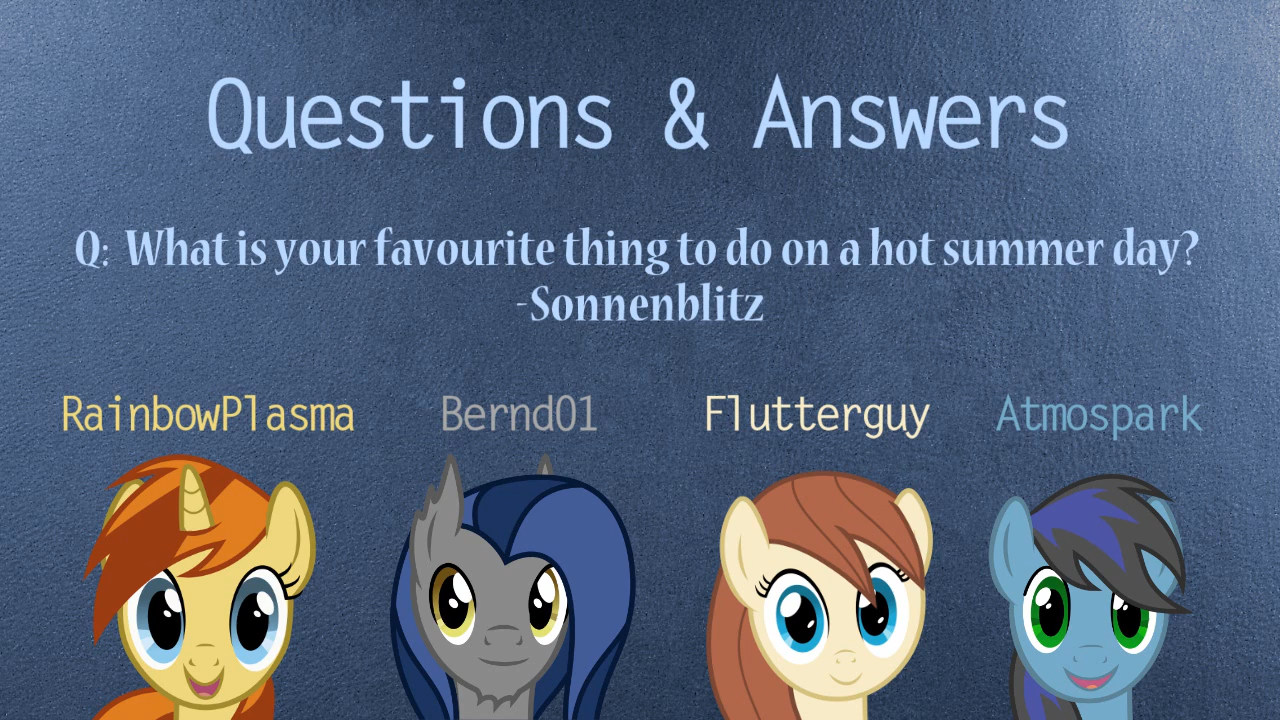 Questions & Answers
Q: What is your favourite thing to do on a hot summer day?
-Sonnenblitz
RainbowPlasma Bernd01 Flutterguy Atmospark